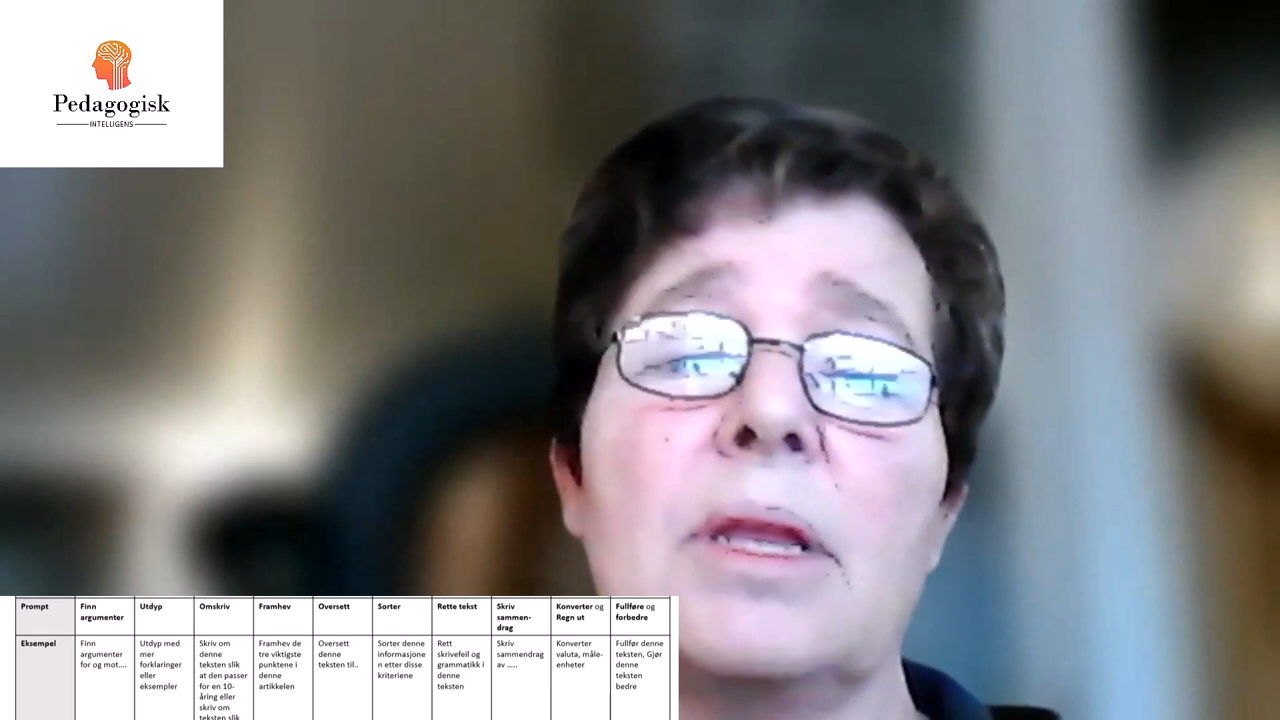 Pedagogisk
INTELLIGENS
Prompt
Finn
argumenter
Utdyp
Omskriv
Framhev
Oversett
Sorter
Rette tekst
Skriv
sammen-
drag
Konverter og
Regn ut
Fullføre og
forbedre
Eksempel
Finn
argumenter
for og mot....
Utdyp med
mer
forklaringer
eller
eksempler
Skriv om
denne
teksten slik
at den passer
for en 10-
åring eller
skriv om
teksten slik
Framhev de
tre viktigste
punktene i
denne
artikkelen
Oversett
denne
teksten til..
Sorter denne
informasjone
n etter disse
kriteriene
Rett
skrivefeil og
grammatikk i
denne
teksten
Skriv
sammendrag
av .....
Konverter
valuta, måle-
enheter
Fullfør denne
teksten, Gjør
denne
teksten
bedre